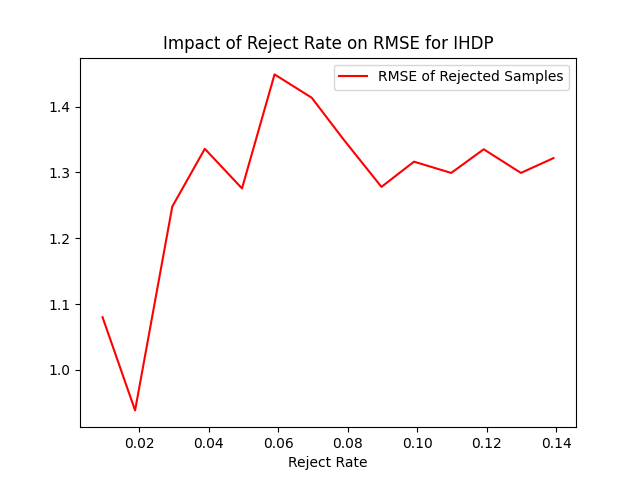 Impact of Reject Rate on RMSE for IHDP
RMSE of Rejected Samples
1.4
1.3
1.2
1.1
1.0
0.02 0.04 0.06 0.08 0.10 0.12 0.14
Reject Rate